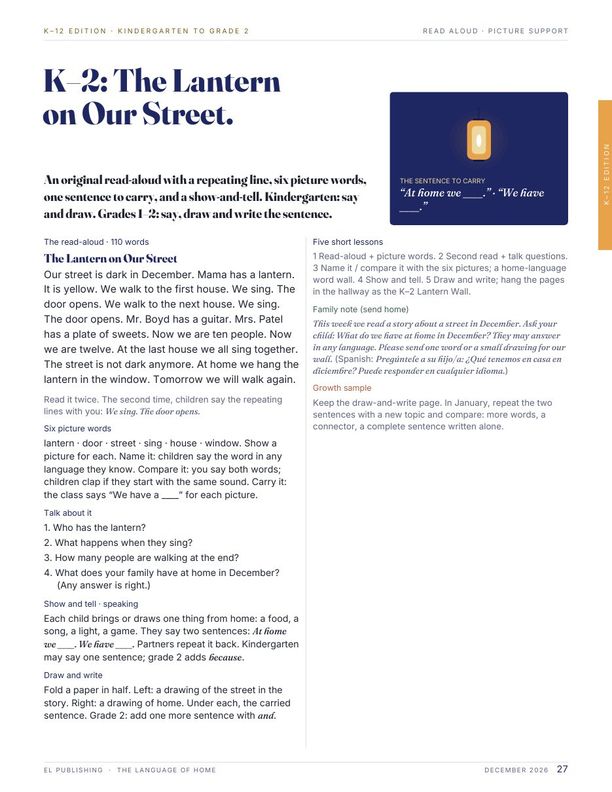 K–12 EDITION · KINDERGARTEN TO GRADE 2
READ ALOUD · PICTURE SUPPORT
K–2: The Lantern
on Our Street.
An original read-aloud with a repeating line, six picture words,
one sentence to carry, and a show-and-tell. Kindergarten: say
and draw. Grades 1–2: say, draw and write the sentence.
THE SENTENCE TO CARRY
“At home we ____.” · “We have
____.”
K–12 EDITION
The read-aloud · 110 words
The Lantern on Our Street
Our street is dark in December. Mama has a lantern.
It is yellow. We walk to the first house. We sing. The
door opens. We walk to the next house. We sing.
The door opens. Mr. Boyd has a guitar. Mrs. Patel
has a plate of sweets. Now we are ten people. Now
we are twelve. At the last house we all sing together.
The street is not dark anymore. At home we hang the
lantern in the window. Tomorrow we will walk again.
Read it twice. The second time, children say the repeating
lines with you: We sing. The door opens.
Six picture words
lantern · door · street · sing · house · window. Show a
picture for each. Name it: children say the word in any
language they know. Compare it: you say both words;
children clap if they start with the same sound. Carry it:
the class says “We have a ____” for each picture.
Talk about it
1. Who has the lantern?
2. What happens when they sing?
3. How many people are walking at the end?
4. What does your family have at home in December?
(Any answer is right.)
Show and tell · speaking
Each child brings or draws one thing from home: a food, a
song, a light, a game. They say two sentences: At home
we ____. We have ____. Partners repeat it back. Kindergarten
may say one sentence; grade 2 adds because.
Draw and write
Fold a paper in half. Left: a drawing of the street in the
story. Right: a drawing of home. Under each, the carried
sentence. Grade 2: add one more sentence with and.
Five short lessons
1 Read-aloud + picture words. 2 Second read + talk questions.
3 Name it / compare it with the six pictures; a home-language
word wall. 4 Show and tell. 5 Draw and write; hang the pages
in the hallway as the K–2 Lantern Wall.
Family note (send home)
This week we read a story about a street in December. Ask your
child: What do we have at home in December? They may answer
in any language. Please send one word or a small drawing for our
wall. (Spanish: Pregúntele a su hijo/a: ¿Qué tenemos en casa en
diciembre? Puede responder en cualquier idioma.)
Growth sample
Keep the draw-and-write page. In January, repeat the two
sentences with a new topic and compare: more words, a
connector, a complete sentence written alone.
EL PUBLISHING · THE LANGUAGE OF HOME
DECEMBER 2026 27